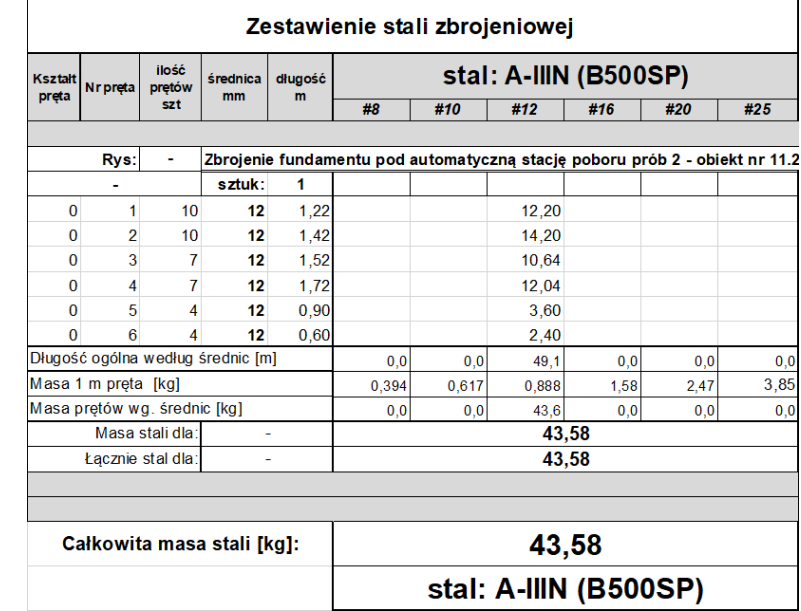 Zestawienie stali zbrojeniowej
Kształt pręta Nr pręta ilość prętów szt średnica mm długość m stal: A-IIIN (B500SP)
#8 #10 #12 #16 #20 #25
Rys: - Zbrojenie fundamentu pod automatyczną stację poboru prób 2 - obiekt nr 11.2
- sztuk: 1
0 1 10 12 1,22 12,20
0 2 10 12 1,42 14,20
0 3 7 12 1,52 10,64
0 4 7 12 1,72 12,04
0 5 4 12 0,90 3,60
0 6 4 12 0,60 2,40
Długość ogólna według średnic [m] 0,0 0,0 49,1 0,0 0,0 0,0
Masa 1 m pręta [kg] 0,394 0,617 0,888 1,58 2,47 3,85
Masa prętów wg. średnic [kg] 0,0 0,0 43,6 0,0 0,0 0,0
Masa stali dla: - 43,58
Łącznie stal dla: - 43,58
Całkowita masa stali [kg]: 43,58
stal: A-IIIN (B500SP)